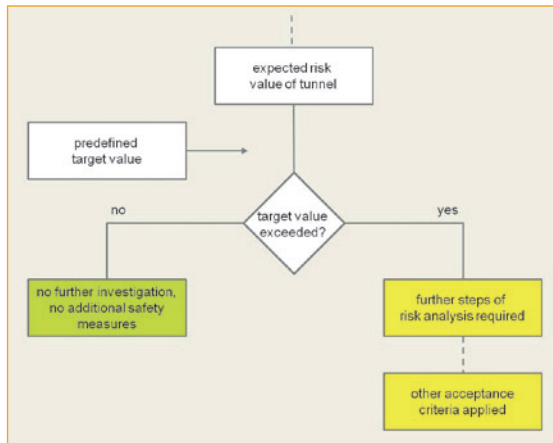 expected risk
value of tunnel
predefined
target value
no
target value
exceeded?
yes
no further investigation,
no additional safety
measures
further steps of
risk analysis required
other acceptance
criteria applied